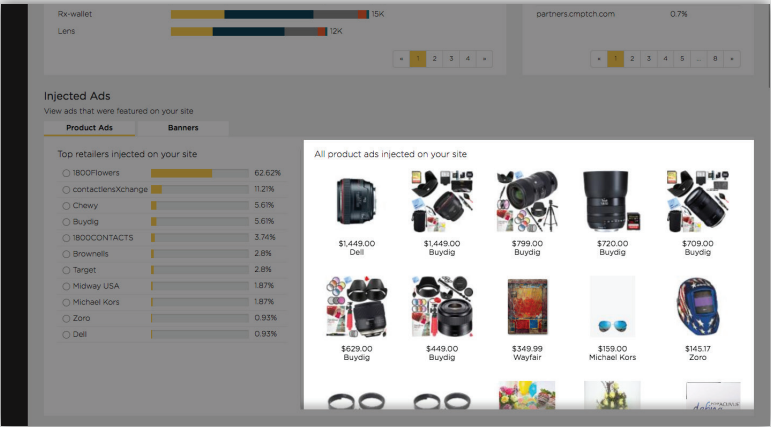 Rx-wallet 15K
Lens 12K
partners.cmptch.com 0.7%
« 1 2 3 4 »
« 1 2 3 4 5 ... 8 »
Injected Ads
View ads that were featured on your site
Product Ads Banners
Top retailers injected on your site
1800Flowers 62.62%
contactlensXchange 11.21%
Chewy 5.61%
Buydig 5.61%
1800CONTACTS 3.74%
Brownells 2.8%
Target 2.8%
Midway USA 1.87%
Michael Kors 1.87%
Zoro 0.93%
Dell 0.93%
All product ads injected on your site
$1,449.00 $1,449.00 $799.00 $720.00 $709.00
Dell Buydig Buydig Buydig Buydig
$629.00 $449.00 $349.99 $159.00 $145.17
Buydig Buydig Wayfair Michael Kors Zoro